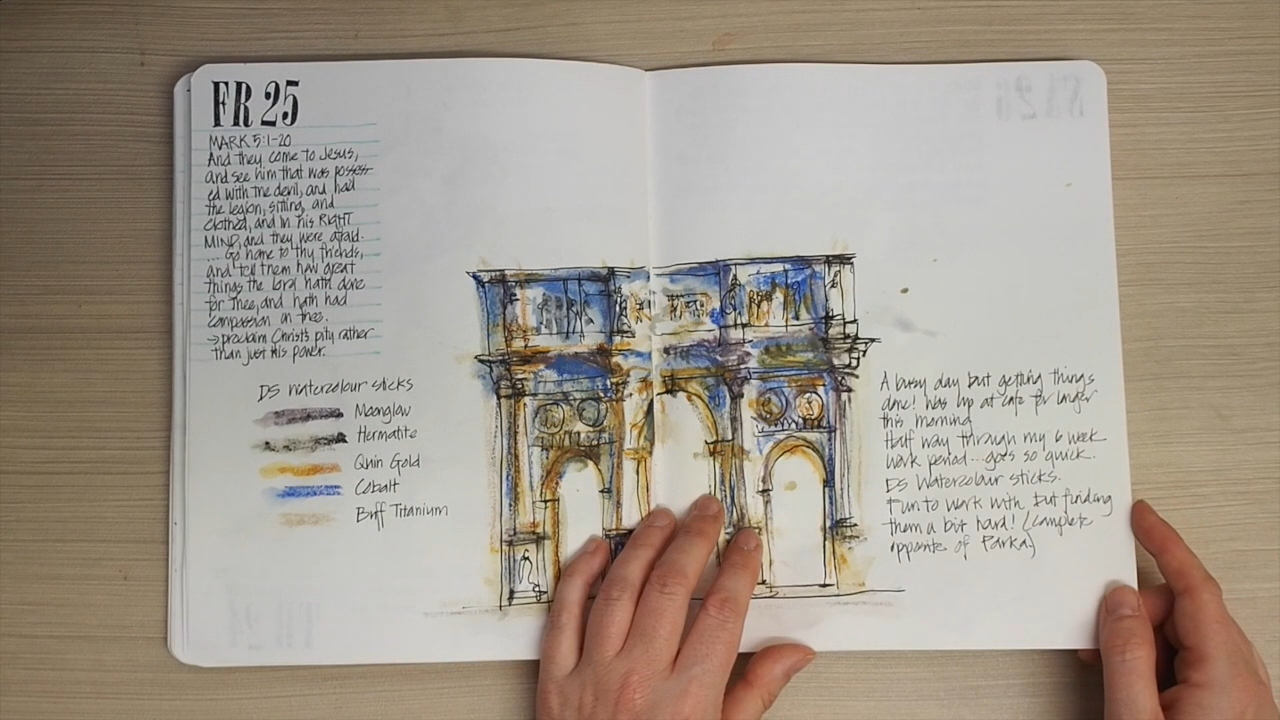 FR 25
MARK 5:1-20
And they come to Jesus,
and see him that was possess-
ed with the devil, and had
the legion, sitting, and
clothed, and in his RIGHT
MIND, and they were afraid.
... Go home to thy friends,
and tell them how great
things the lord hath done
for thee, and hath had
compassion on thee.
→ proclaim Christ's pity rather
than just His power.
DS Watercolour sticks
Moonglow
Hermatite
Quin Gold
Cobalt
Buff Titanium
A busy day but getting things
done! Was up at cafe for longer
this morning
Half way through my 6 week
work period...goes so quick.
DS Watercolour sticks.
Fun to work with but finding
them a bit hard! (complete
opposite of Parka.)